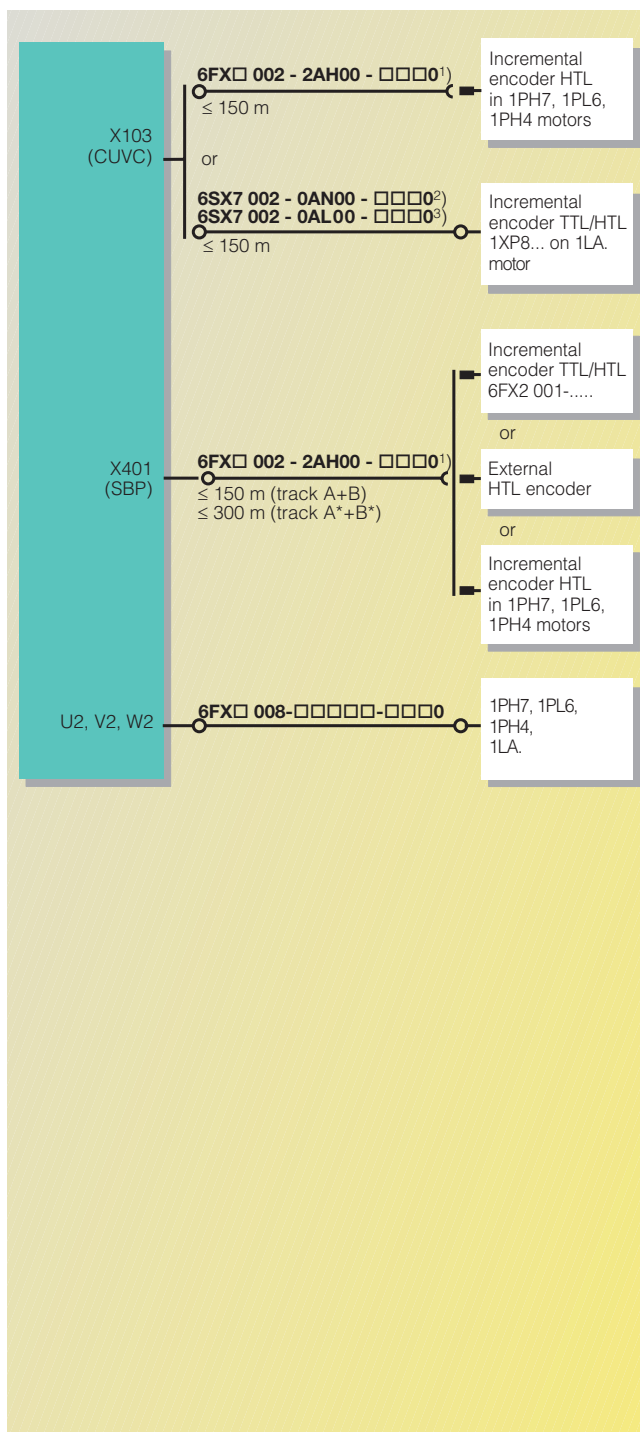 6FX□ 002 - 2AH00 - □□□0¹)
≤ 150 m
Incremental
encoder HTL
in 1PH7, 1PL6,
1PH4 motors
X103
(CUVC)
or
6SX7 002 - 0AN00 - □□□0²)
6SX7 002 - 0AL00 - □□□0³)
≤ 150 m
Incremental
encoder TTL/HTL
1XP8... on 1LA.
motor
Incremental
encoder TTL/HTL
6FX2 001-.....
or
X401
(SBP)
6FX□ 002 - 2AH00 - □□□0¹)
≤ 150 m (track A+B)
≤ 300 m (track A*+B*)
External
HTL encoder
or
Incremental
encoder HTL
in 1PH7, 1PL6,
1PH4 motors
U2, V2, W2
6FX□ 008-□□□□□-□□□0
1PH7, 1PL6,
1PH4,
1LA.